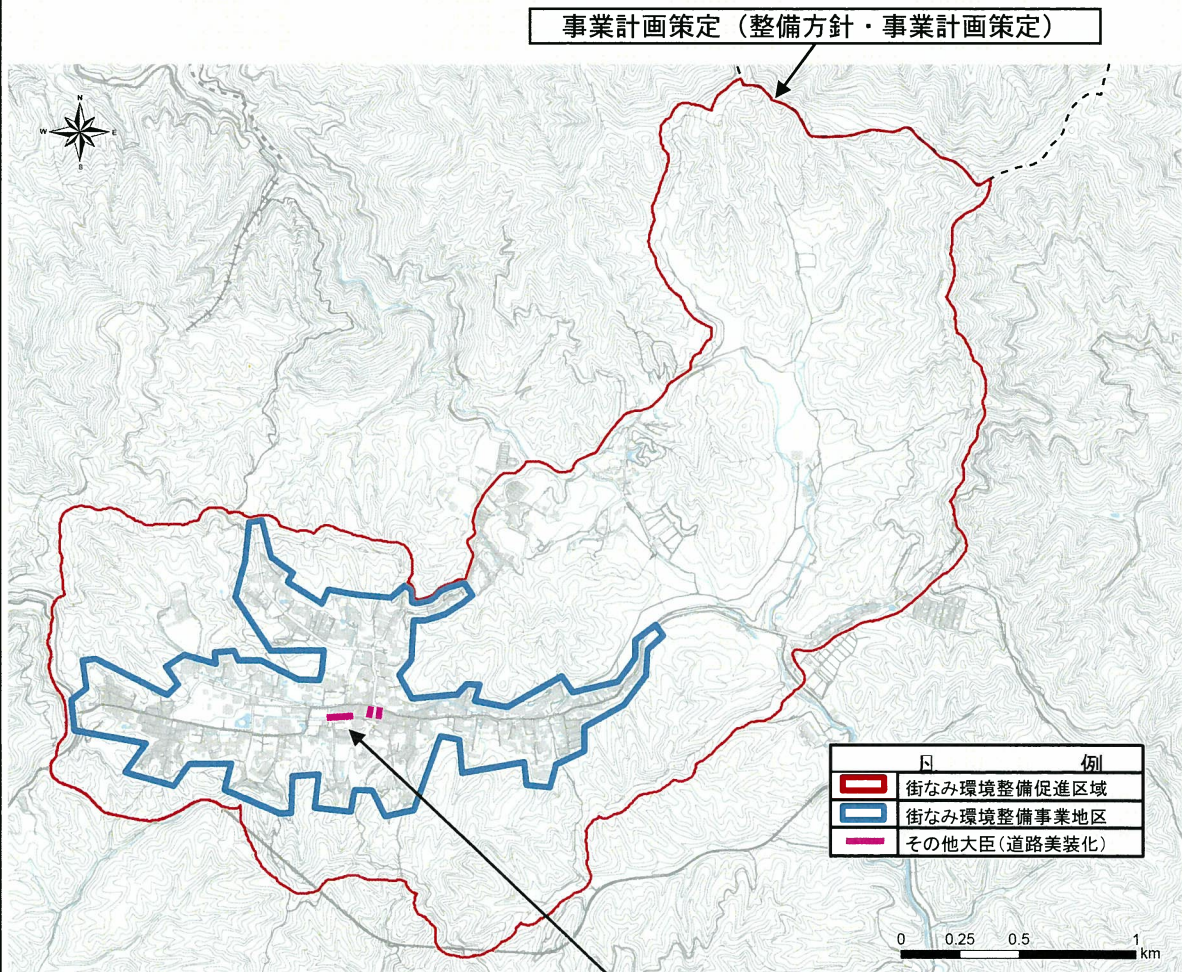 事業計画策定（整備方針・事業計画策定）
N
W E
S
例
街なみ環境整備促進区域
街なみ環境整備事業地区
その他大臣（道路美装化）
0 0.25 0.5 1
km